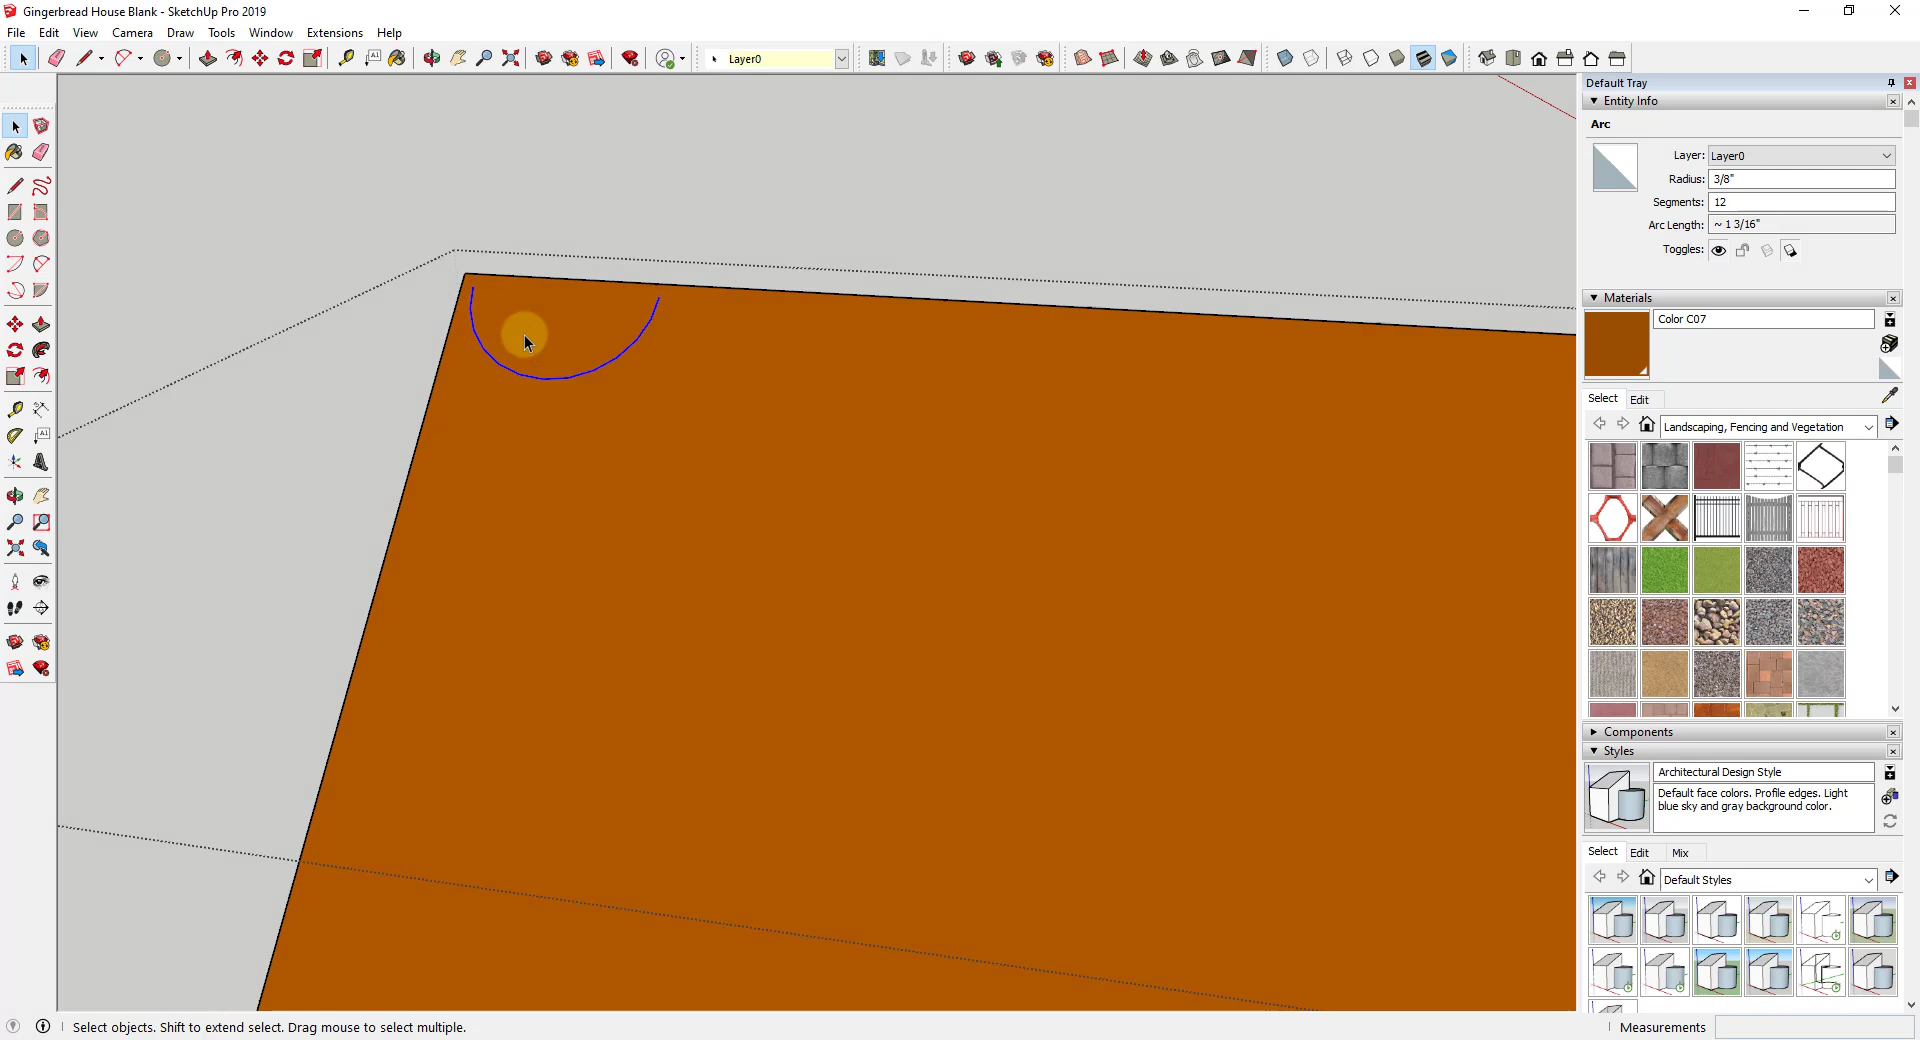 Gingerbread House Blank - SketchUp Pro 2019
File Edit View Camera Draw Tools Window Extensions Help
Layer0
Default Tray
Entity Info
Arc
Layer: Layer0
Radius: 3/8"
Segments: 12
Arc Length: ~ 1 3/16"
Toggles:
Materials
Color C07
Select Edit
Landscaping, Fencing and Vegetation
Components
Styles
Architectural Design Style
Default face colors. Profile edges. Light
blue sky and gray background color.
Select Edit Mix
Default Styles
Select objects. Shift to extend select. Drag mouse to select multiple.
Measurements